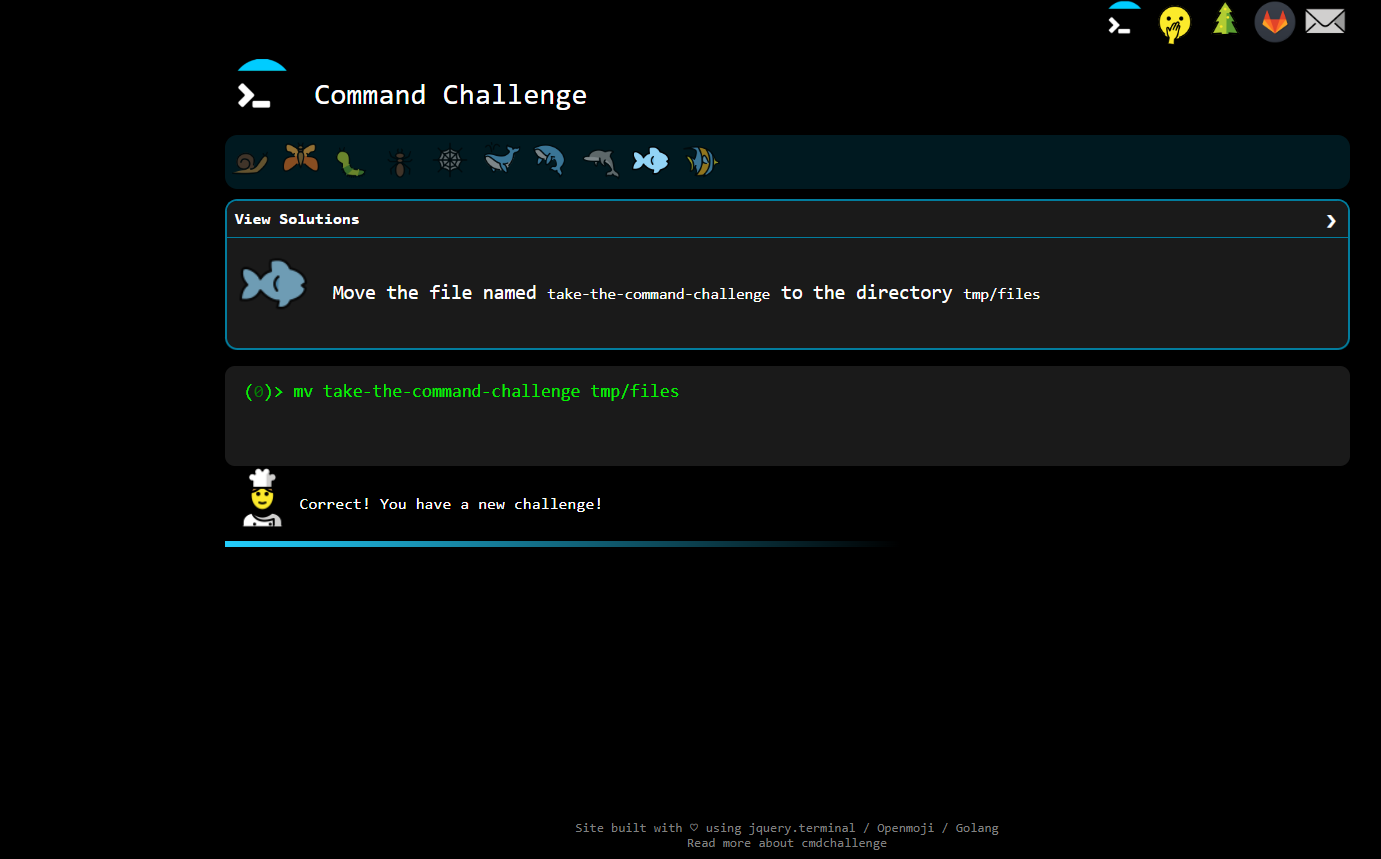 Command Challenge
View Solutions
Move the file named take-the-command-challenge to the directory tmp/files
(0)> mv take-the-command-challenge tmp/files
Correct! You have a new challenge!
Site built with ♡ using jquery.terminal / Openmoji / Golang
Read more about cmdchallenge